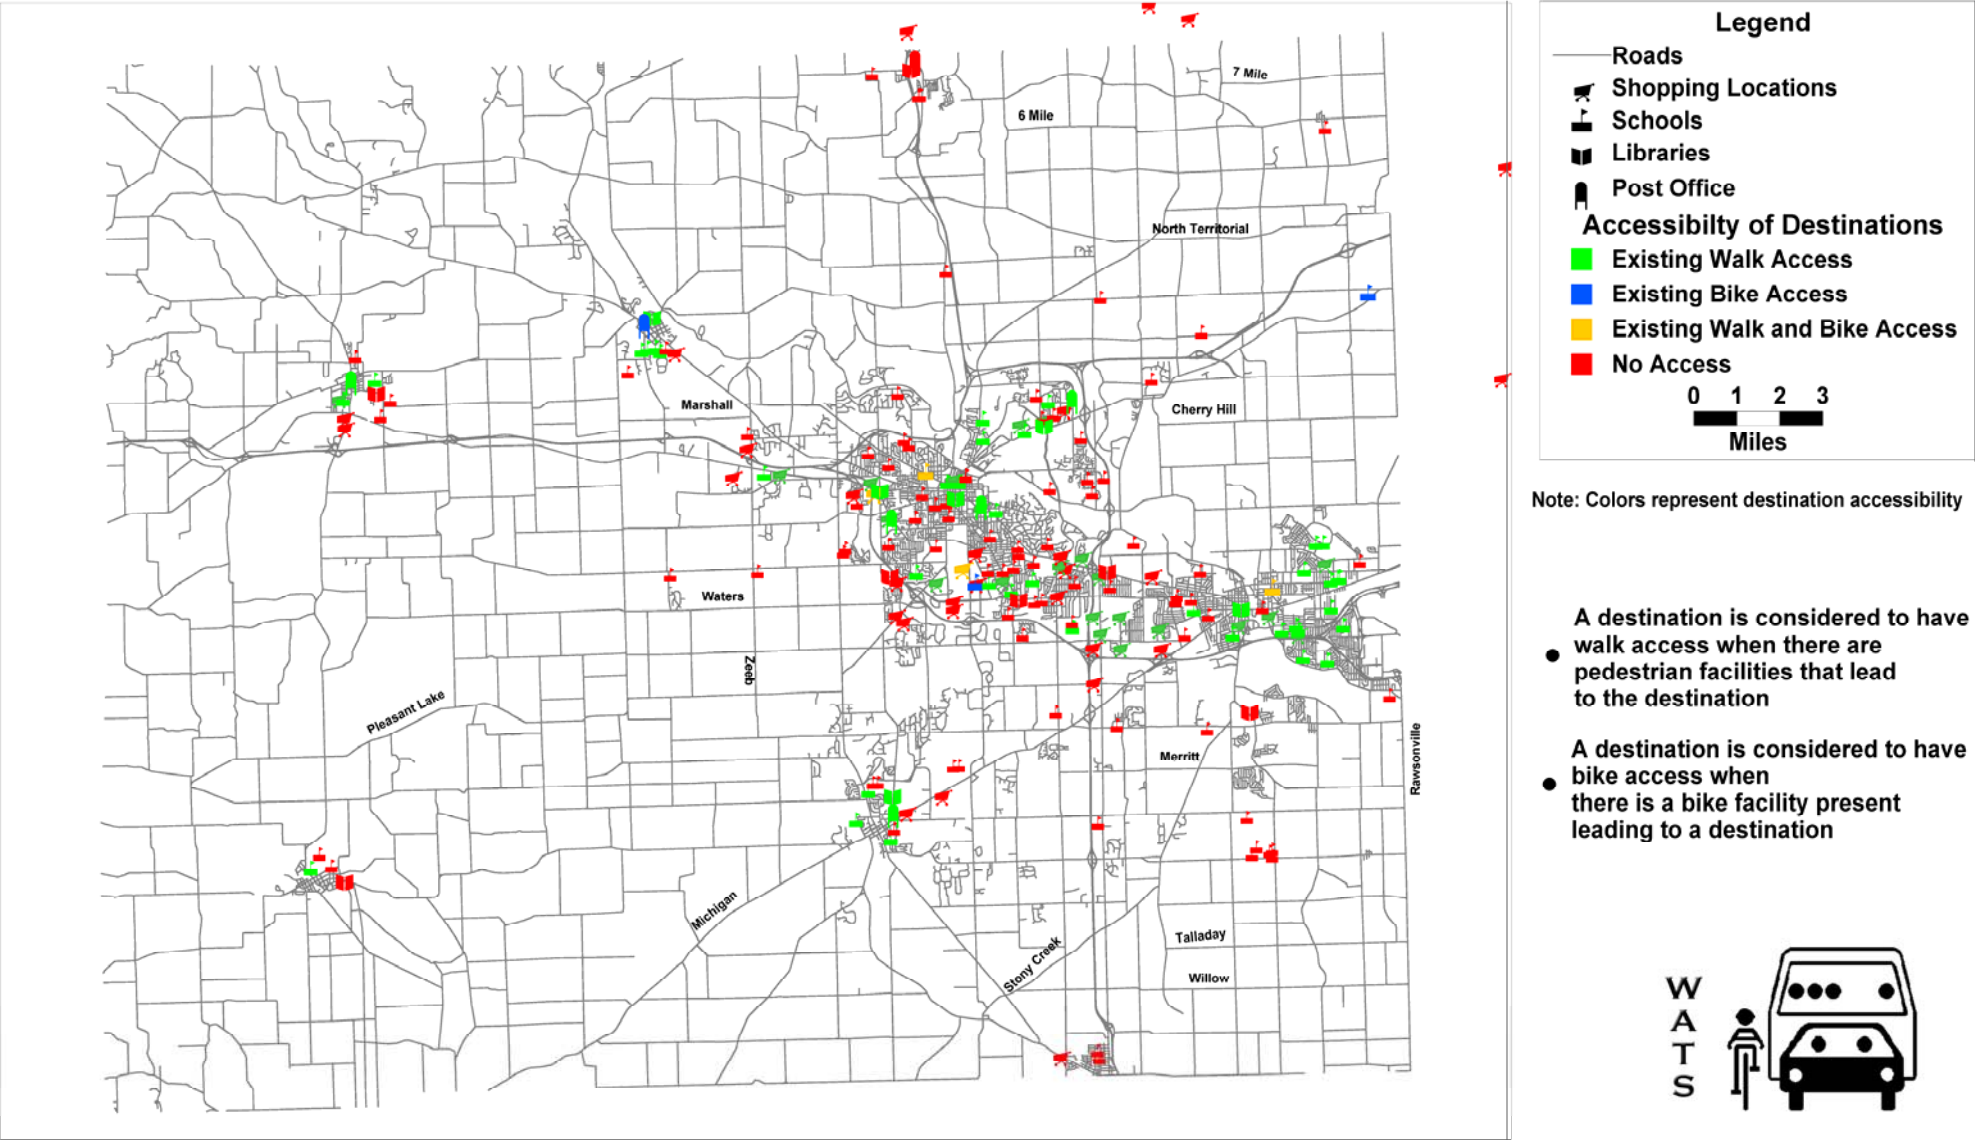 7 Mile
6 Mile
North Territorial
Marshall
Cherry Hill
Waters
Zeeb
Pleasant Lake
Merritt
Rawsonville
Michigan
Stony Creek
Talladay
Willow
Legend
Roads
Shopping Locations
Schools
Libraries
Post Office
Accessibilty of Destinations
Existing Walk Access
Existing Bike Access
Existing Walk and Bike Access
No Access
0 1 2 3
Miles
Note: Colors represent destination accessibility
A destination is considered to have
walk access when there are
pedestrian facilities that lead
to the destination
A destination is considered to have
bike access when
there is a bike facility present
leading to a destination
WATS